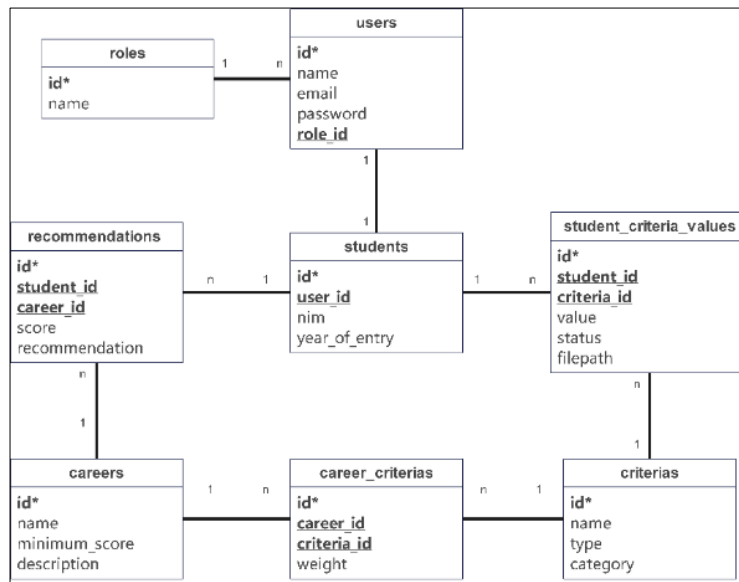 users
id*
name
email
password
role_id
roles
id*
name
1
n
1
1
recommendations
id*
student_id
career_id
score
recommendation
n
1
students
id*
user_id
nim
year_of_entry
1
n
student_criteria_values
id*
student_id
criteria_id
value
status
filepath
n
1
n
1
careers
id*
name
minimum_score
description
1
n
career_criterias
id*
career_id
criteria_id
weight
n
1
criterias
id*
name
type
category